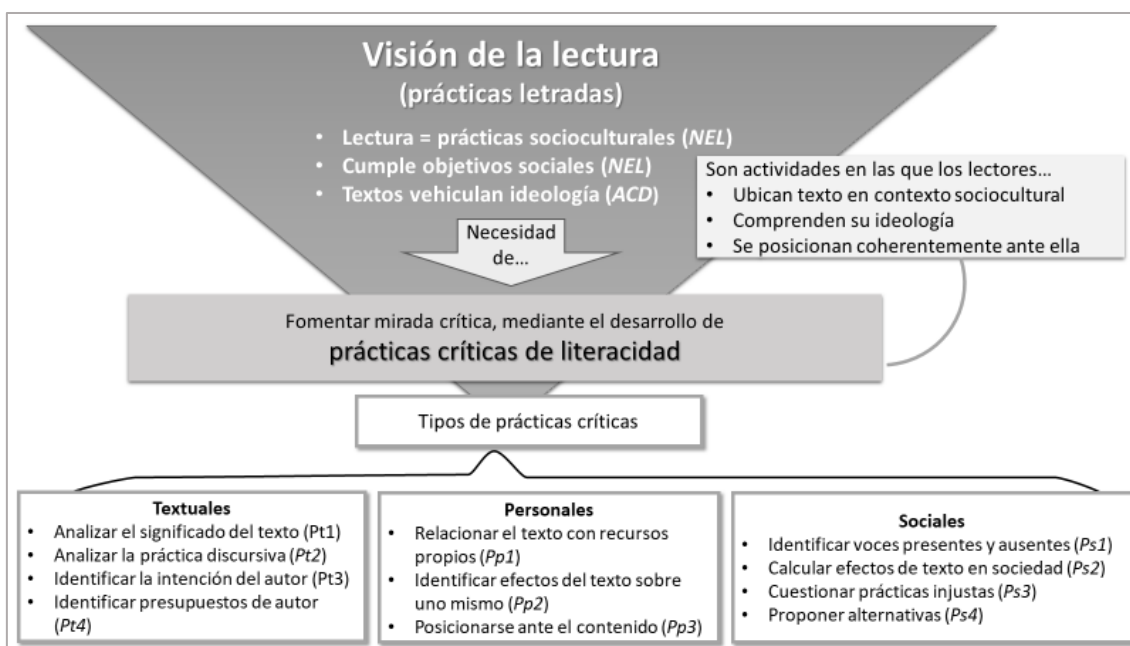 Visión de la lectura
(prácticas letradas)
• Lectura = prácticas socioculturales (NEL)
• Cumple objetivos sociales (NEL)
• Textos vehiculan ideología (ACD)
Son actividades en las que los lectores…
• Ubican texto en contexto sociocultural
• Comprenden su ideología
• Se posicionan coherentemente ante ella
Necesidad
de…
Fomentar mirada crítica, mediante el desarrollo de
prácticas críticas de literacidad
Tipos de prácticas críticas
Textuales
• Analizar el significado del texto (Pt1)
• Analizar la práctica discursiva (Pt2)
• Identificar la intención del autor (Pt3)
• Identificar presupuestos de autor
(Pt4)
Personales
• Relacionar el texto con recursos
propios (Pp1)
• Identificar efectos del texto sobre
uno mismo (Pp2)
• Posicionarse ante el contenido (Pp3)
Sociales
• Identificar voces presentes y ausentes (Ps1)
• Calcular efectos de texto en sociedad (Ps2)
• Cuestionar prácticas injustas (Ps3)
• Proponer alternativas (Ps4)